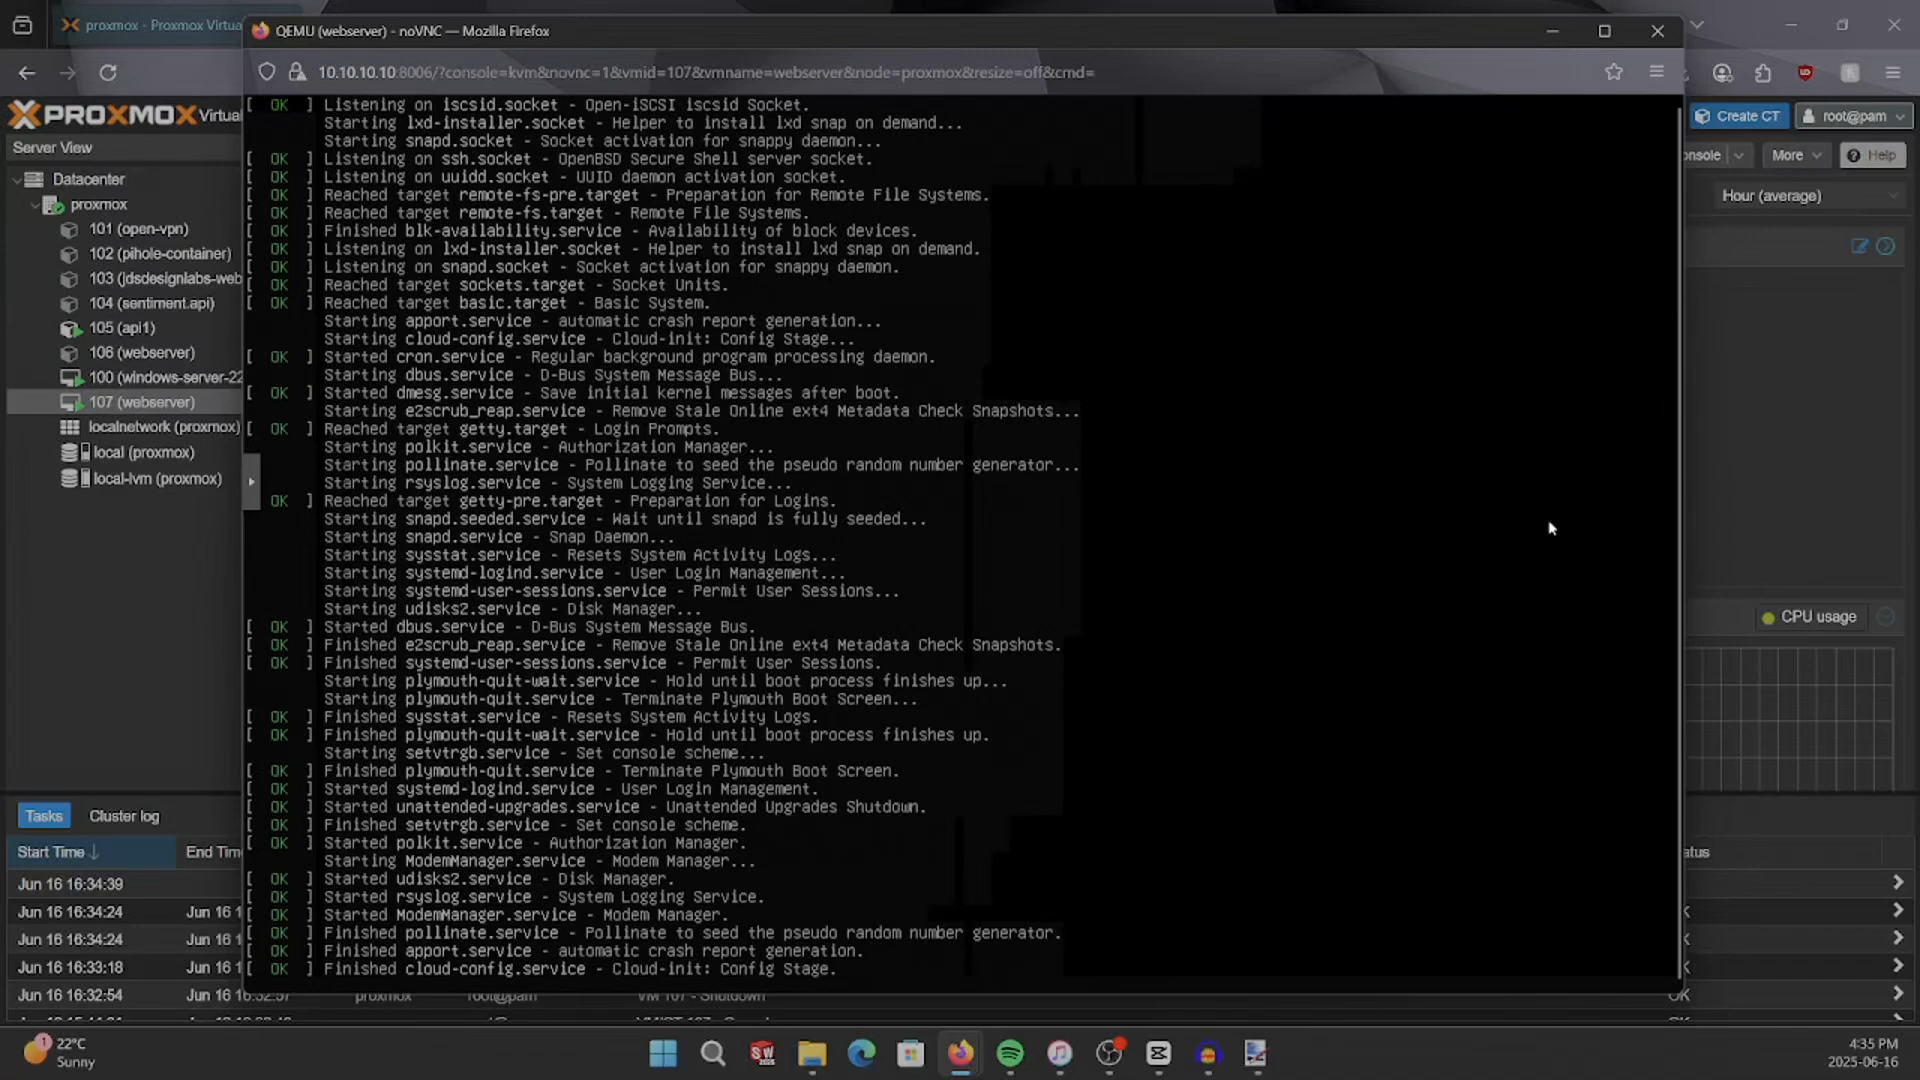 proxmox - Proxmox Virtua
QEMU (webserver) - noVNC — Mozilla Firefox
10.10.10.10:8006/?console=kvm&novnc=1&vmid=107&vmname=webserver&node=proxmox&resize=off&cmd=
PROXMOX Virtual
Create CT
root@pam
Server View
onsole
More
Help
Hour (average)
Datacenter
proxmox
101 (open-vpn)
102 (pihole-container)
103 (jdsdesignlabs-web
104 (sentiment.api)
105 (api1)
106 (webserver)
100 (windows-server-22
107 (webserver)
localnetwork (proxmox)
local (proxmox)
local-lvm (proxmox)
[ OK ] Listening on iscsid.socket - Open-iSCSI iscsid Socket.
Starting lxd-installer.socket - Helper to install lxd snap on demand...
Starting snapd.socket - Socket activation for snappy daemon...
[ OK ] Listening on ssh.socket - OpenBSD Secure Shell server socket.
[ OK ] Listening on uuidd.socket - UUID daemon activation socket.
[ OK ] Reached target remote-fs-pre.target - Preparation for Remote File Systems.
[ OK ] Reached target remote-fs.target - Remote File Systems.
[ OK ] Finished blk-availability.service - Availability of block devices.
[ OK ] Listening on lxd-installer.socket - Helper to install lxd snap on demand.
[ OK ] Listening on snapd.socket - Socket activation for snappy daemon.
[ OK ] Reached target sockets.target - Socket Units.
[ OK ] Reached target basic.target - Basic System.
Starting apport.service - automatic crash report generation...
Starting cloud-config.service - Cloud-init: Config Stage...
[ OK ] Started cron.service - Regular background program processing daemon.
Starting dbus.service - D-Bus System Message Bus...
[ OK ] Started dmesg.service - Save initial kernel messages after boot.
Starting e2scrub_reap.service - Remove Stale Online ext4 Metadata Check Snapshots...
[ OK ] Reached target getty.target - Login Prompts.
Starting polkit.service - Authorization Manager...
Starting pollinate.service - Pollinate to seed the pseudo random number generator...
Starting rsyslog.service - System Logging Service...
OK ] Reached target getty-pre.target - Preparation for Logins.
Starting snapd.seeded.service - Wait until snapd is fully seeded...
Starting snapd.service - Snap Daemon...
Starting sysstat.service - Resets System Activity Logs...
Starting systemd-logind.service - User Login Management...
Starting systemd-user-sessions.service - Permit User Sessions...
Starting udisks2.service - Disk Manager...
[ OK ] Started dbus.service - D-Bus System Message Bus.
[ OK ] Finished e2scrub_reap.service - Remove Stale Online ext4 Metadata Check Snapshots.
[ OK ] Finished systemd-user-sessions.service - Permit User Sessions.
Starting plymouth-quit-wait.service - Hold until boot process finishes up...
Starting plymouth-quit.service - Terminate Plymouth Boot Screen...
[ OK ] Finished sysstat.service - Resets System Activity Logs.
[ OK ] Finished plymouth-quit-wait.service - Hold until boot process finishes up.
Starting setvtrgb.service - Set console scheme...
[ OK ] Finished plymouth-quit.service - Terminate Plymouth Boot Screen.
[ OK ] Started systemd-logind.service - User Login Management.
[ OK ] Started unattended-upgrades.service - Unattended Upgrades Shutdown.
[ OK ] Finished setvtrgb.service - Set console scheme.
[ OK ] Started polkit.service - Authorization Manager.
Starting ModemManager.service - Modem Manager...
[ OK ] Started udisks2.service - Disk Manager.
[ OK ] Started rsyslog.service - System Logging Service.
[ OK ] Started ModemManager.service - Modem Manager.
[ OK ] Finished pollinate.service - Pollinate to seed the pseudo random number generator.
[ OK ] Finished apport.service - automatic crash report generation.
[ OK ] Finished cloud-config.service - Cloud-init: Config Stage.
CPU usage
Tasks
Cluster log
Start Time
End Tim
atus
Jun 16 16:34:39
Jun 16 16:34:24 Jun 16 1
Jun 16 16:34:24 Jun 16 1
Jun 16 16:33:18 Jun 16 1
Jun 16 16:32:54 Jun 16 16:32:57 proxmox root@pam VM 107 - Shutdown OK
22°C
Sunny
4:35 PM
2025-06-16